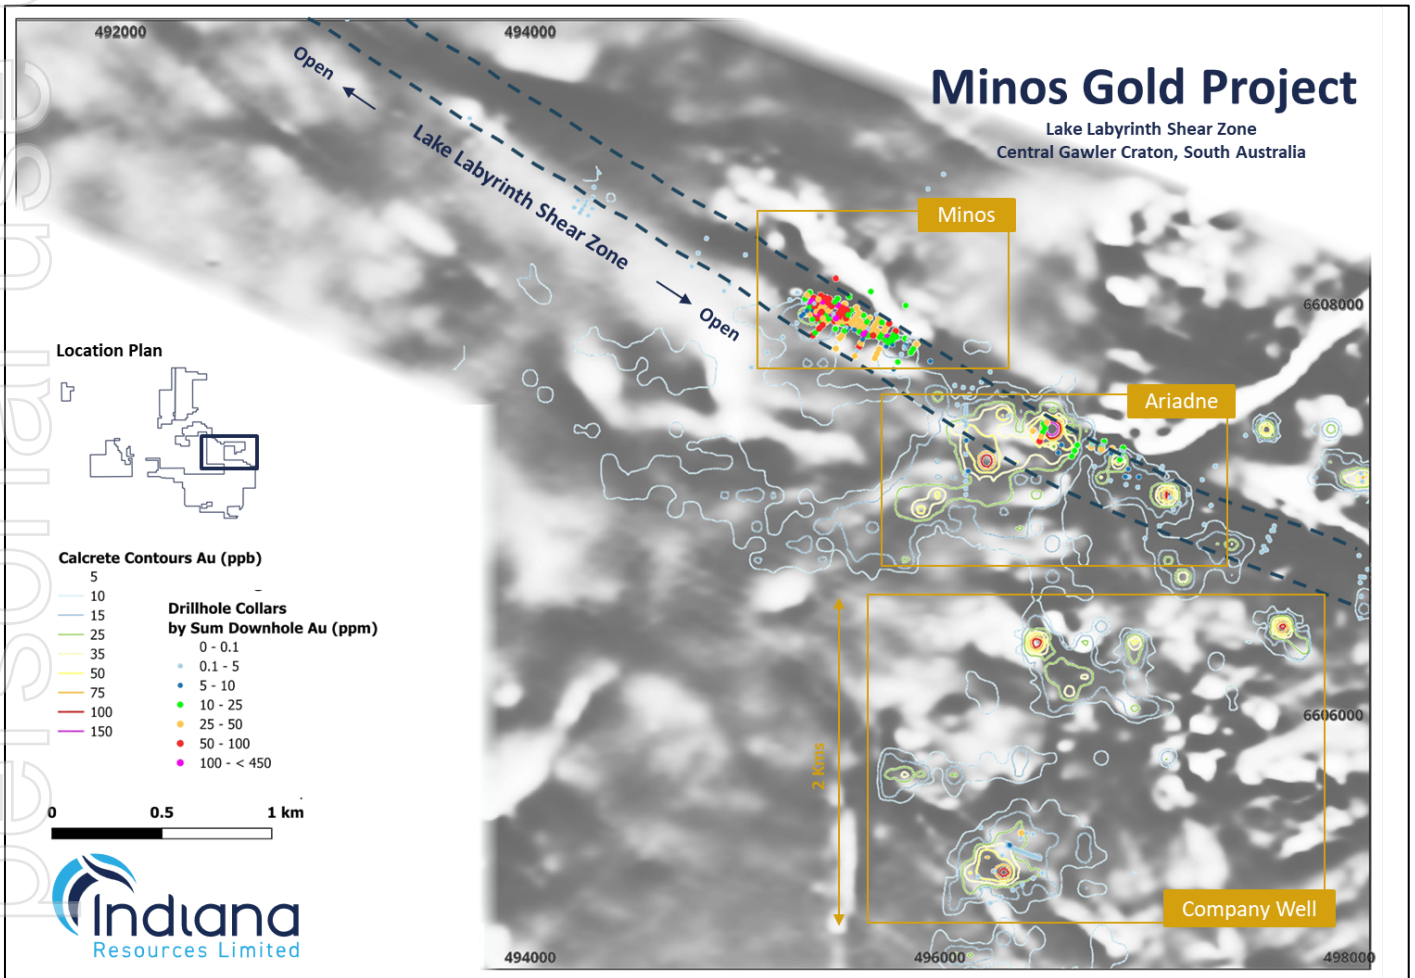 492000
494000
Minos Gold Project
Lake Labyrinth Shear Zone
Central Gawler Craton, South Australia
Open
Lake Labyrinth Shear Zone
Open
Minos
6608000
Ariadne
Location Plan
Calcrete Contours Au (ppb)
5
10
15
25
35
50
75
100
150
Drillhole Collars
by Sum Downhole Au (ppm)
0 - 0.1
0.1 - 5
5 - 10
10 - 25
25 - 50
50 - 100
100 - < 450
6606000
2 Kms
0 0.5 1 km
Company Well
Indiana
Resources Limited
494000
496000
498000
personal use